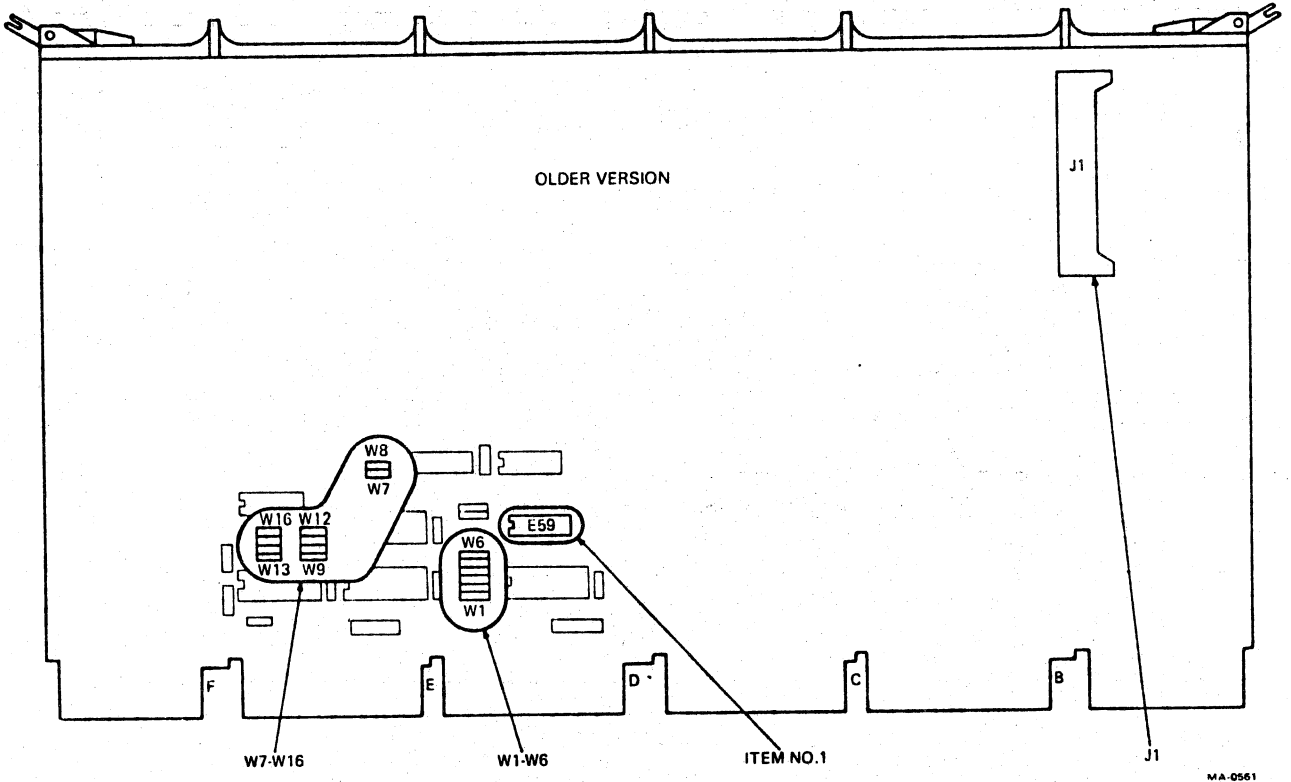 J1
OLDER VERSION
W8
W7
W16 W12
W13 W9
W6
W1
E59
F
E
D
C
B
W7-W16
W1-W6
ITEM NO.1
J1
MA-0561